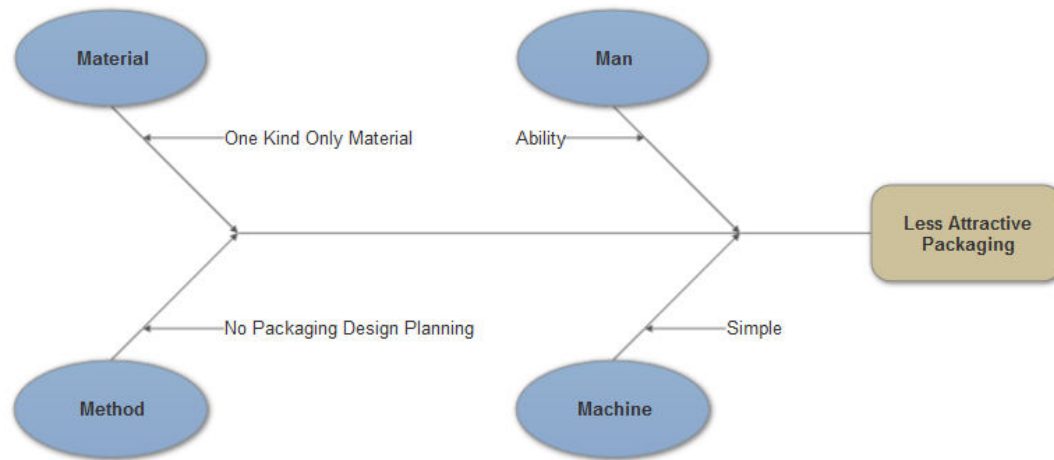 Material
Man
One Kind Only Material
Ability
Less Attractive
Packaging
No Packaging Design Planning
Simple
Method
Machine